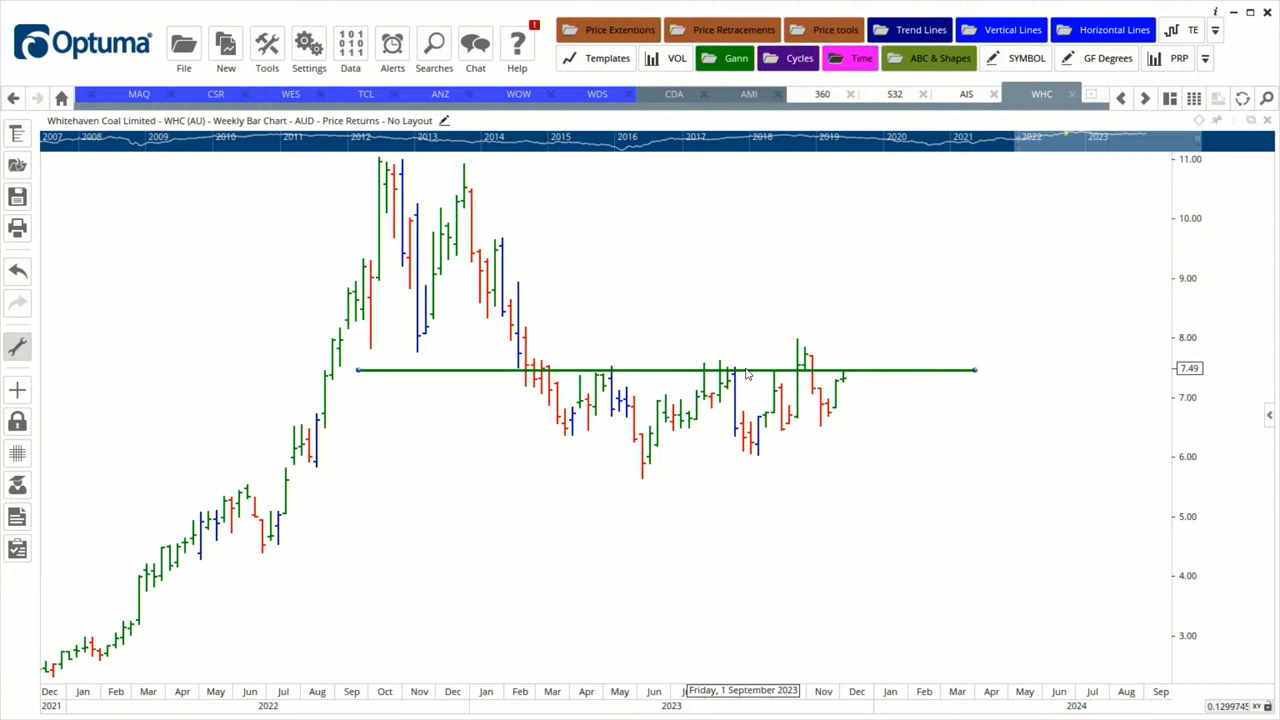 Optuma
File
New
Tools
Settings
Data
Alerts
Searches
Chat
Help
Price Extentions
Price Retracements
Price tools
Trend Lines
Vertical Lines
Horizontal Lines
TE
Templates
VOL
Gann
Cycles
Time
ABC & Shapes
SYMBOL
GF Degrees
PRP
MAQ
CSR
WES
TCL
ANZ
WOW
WDS
CDA
AMI
360
S32
AIS
WHC
Whitehaven Coal Limited - WHC (AU) - Weekly Bar Chart - AUD - Price Returns - No Layout
2007 2008 2009 2010 2011 2012 2013 2014 2015 2016 2017 2018 2019 2020 2021 2022 2023
11.00
10.00
9.00
8.00
7.49
7.00
6.00
5.00
4.00
3.00
Dec Jan Feb Mar Apr May Jun Jul Aug Sep Oct Nov Dec Jan Feb Mar Apr May Jun Friday, 1 September 2023 Nov Dec Jan Feb Mar Apr May Jun Jul Aug Sep
2021 2022 2023 2024
0.1299745 XY